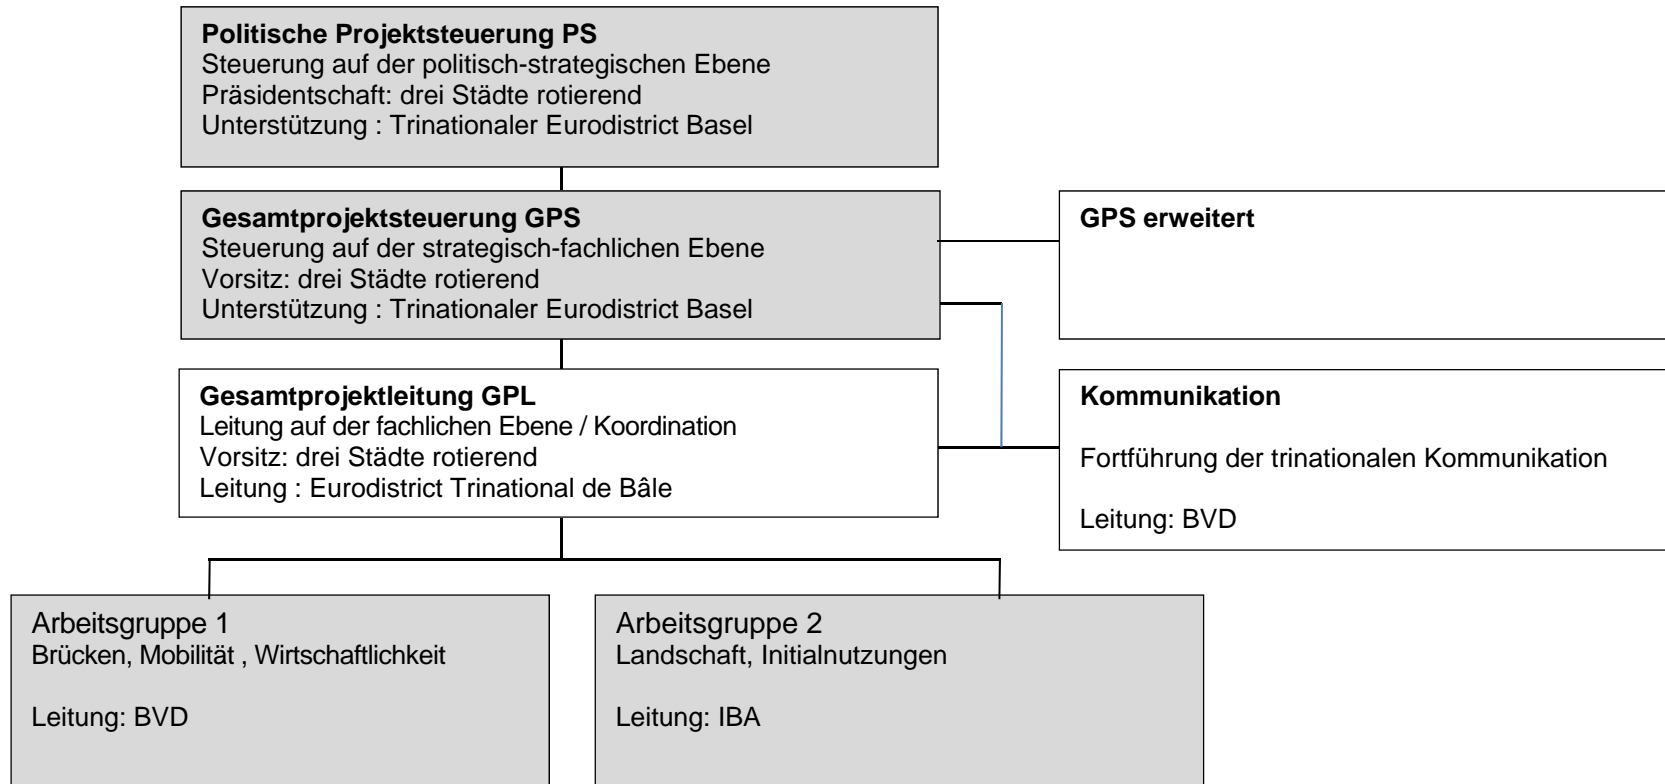 Politische Projektsteuerung PS
Steuerung auf der politisch-strategischen Ebene
Präsidentschaft: drei Städte rotierend
Unterstützung : Trinationaler Eurodistrict Basel
Gesamtprojektsteuerung GPS
Steuerung auf der strategisch-fachlichen Ebene
Vorsitz: drei Städte rotierend
Unterstützung : Trinationaler Eurodistrict Basel
GPS erweitert
Gesamtprojektleitung GPL
Leitung auf der fachlichen Ebene / Koordination
Vorsitz: drei Städte rotierend
Leitung : Eurodistrict Trinational de Bâle
Kommunikation
Fortführung der trinationalen Kommunikation
Leitung: BVD
Arbeitsgruppe 1
Brücken, Mobilität , Wirtschaftlichkeit
Leitung: BVD
Arbeitsgruppe 2
Landschaft, Initialnutzungen
Leitung: IBA